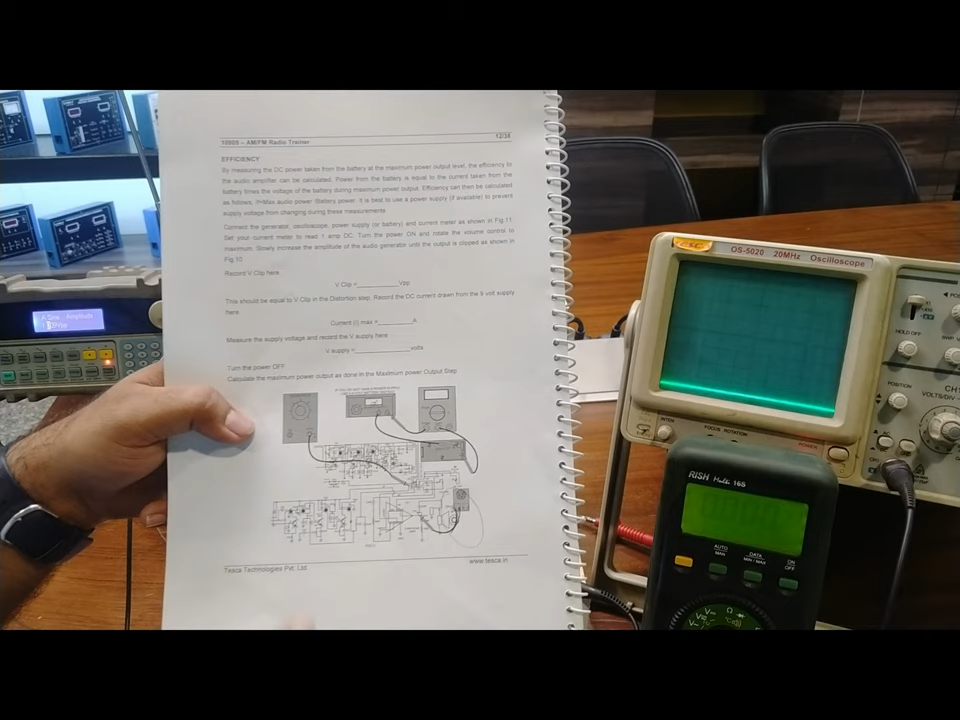 10005 - AM/FM Radio Trainer 12/38
EFFICIENCY
By measuring the DC power taken from the battery at the maximum power output level, the efficiency to
the audio amplifier can be calculated. Power from the battery is equal to the current taken from the
battery times the voltage of the battery during maximum power output. Efficiency can then be calculated
as follows, η=Max audio power /Battery power. It is best to use a power supply (if available) to prevent
supply voltage from changing during these measurements
Connect the generator, oscilloscope, power supply (or battery) and current meter as shown in Fig.11.
Set your current meter to read 1 amp DC. Turn the power ON and rotate the volume control to
maximum. Slowly increase the amplitude of the audio generator until the output is clipped as shown in
Fig.10
Record V Clip here.
V Clip =__________Vpp
This should be equal to V Clip in the Distortion step. Record the DC current drawn from the 9 volt supply
here.
Current (I) max =_________A
Measure the supply voltage and record the V supply here.
V supply =___________volts
Turn the power OFF
Calculate the maximum power output as done in the Maximum power Output Step
Tesca Technologies Pvt. Ltd. www.tesca.in
OS-5020 20MHz Oscilloscope
HOLD OFF
POSITION
CH1
VOLTS/DIV
INTEN
FOCUS ROTATION
POWER
RISH Multi 16S
AUTO
MAN
DATA
MIN / MAX
ON
OFF